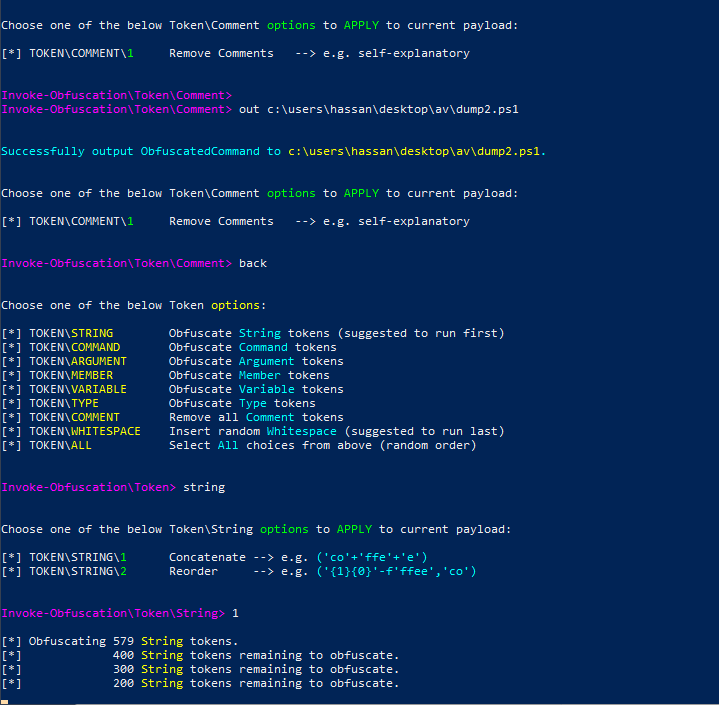 Choose one of the below Token\Comment options to APPLY to current payload:
[*] TOKEN\COMMENT\1     Remove Comments   --> e.g. self-explanatory
Invoke-Obfuscation\Token\Comment>
Invoke-Obfuscation\Token\Comment> out c:\users\hassan\desktop\av\dump2.ps1
Successfully output ObfuscatedCommand to c:\users\hassan\desktop\av\dump2.ps1.
Choose one of the below Token\Comment options to APPLY to current payload:
[*] TOKEN\COMMENT\1     Remove Comments   --> e.g. self-explanatory
Invoke-Obfuscation\Token\Comment> back
Choose one of the below Token options:
[*] TOKEN\STRING        Obfuscate String tokens (suggested to run first)
[*] TOKEN\COMMAND       Obfuscate Command tokens
[*] TOKEN\ARGUMENT      Obfuscate Argument tokens
[*] TOKEN\MEMBER        Obfuscate Member tokens
[*] TOKEN\VARIABLE      Obfuscate Variable tokens
[*] TOKEN\TYPE          Obfuscate Type tokens
[*] TOKEN\COMMENT       Remove all Comment tokens
[*] TOKEN\WHITESPACE    Insert random Whitespace (suggested to run last)
[*] TOKEN\ALL           Select All choices from above (random order)
Invoke-Obfuscation\Token> string
Choose one of the below Token\String options to APPLY to current payload:
[*] TOKEN\STRING\1      Concatenate --> e.g. ('co'+'ffe'+'e')
[*] TOKEN\STRING\2      Reorder     --> e.g. ('{1}{0}'-f'ffee','co')
Invoke-Obfuscation\Token\String> 1
[*] Obfuscating 579 String tokens.
[*]             400 String tokens remaining to obfuscate.
[*]             300 String tokens remaining to obfuscate.
[*]             200 String tokens remaining to obfuscate.